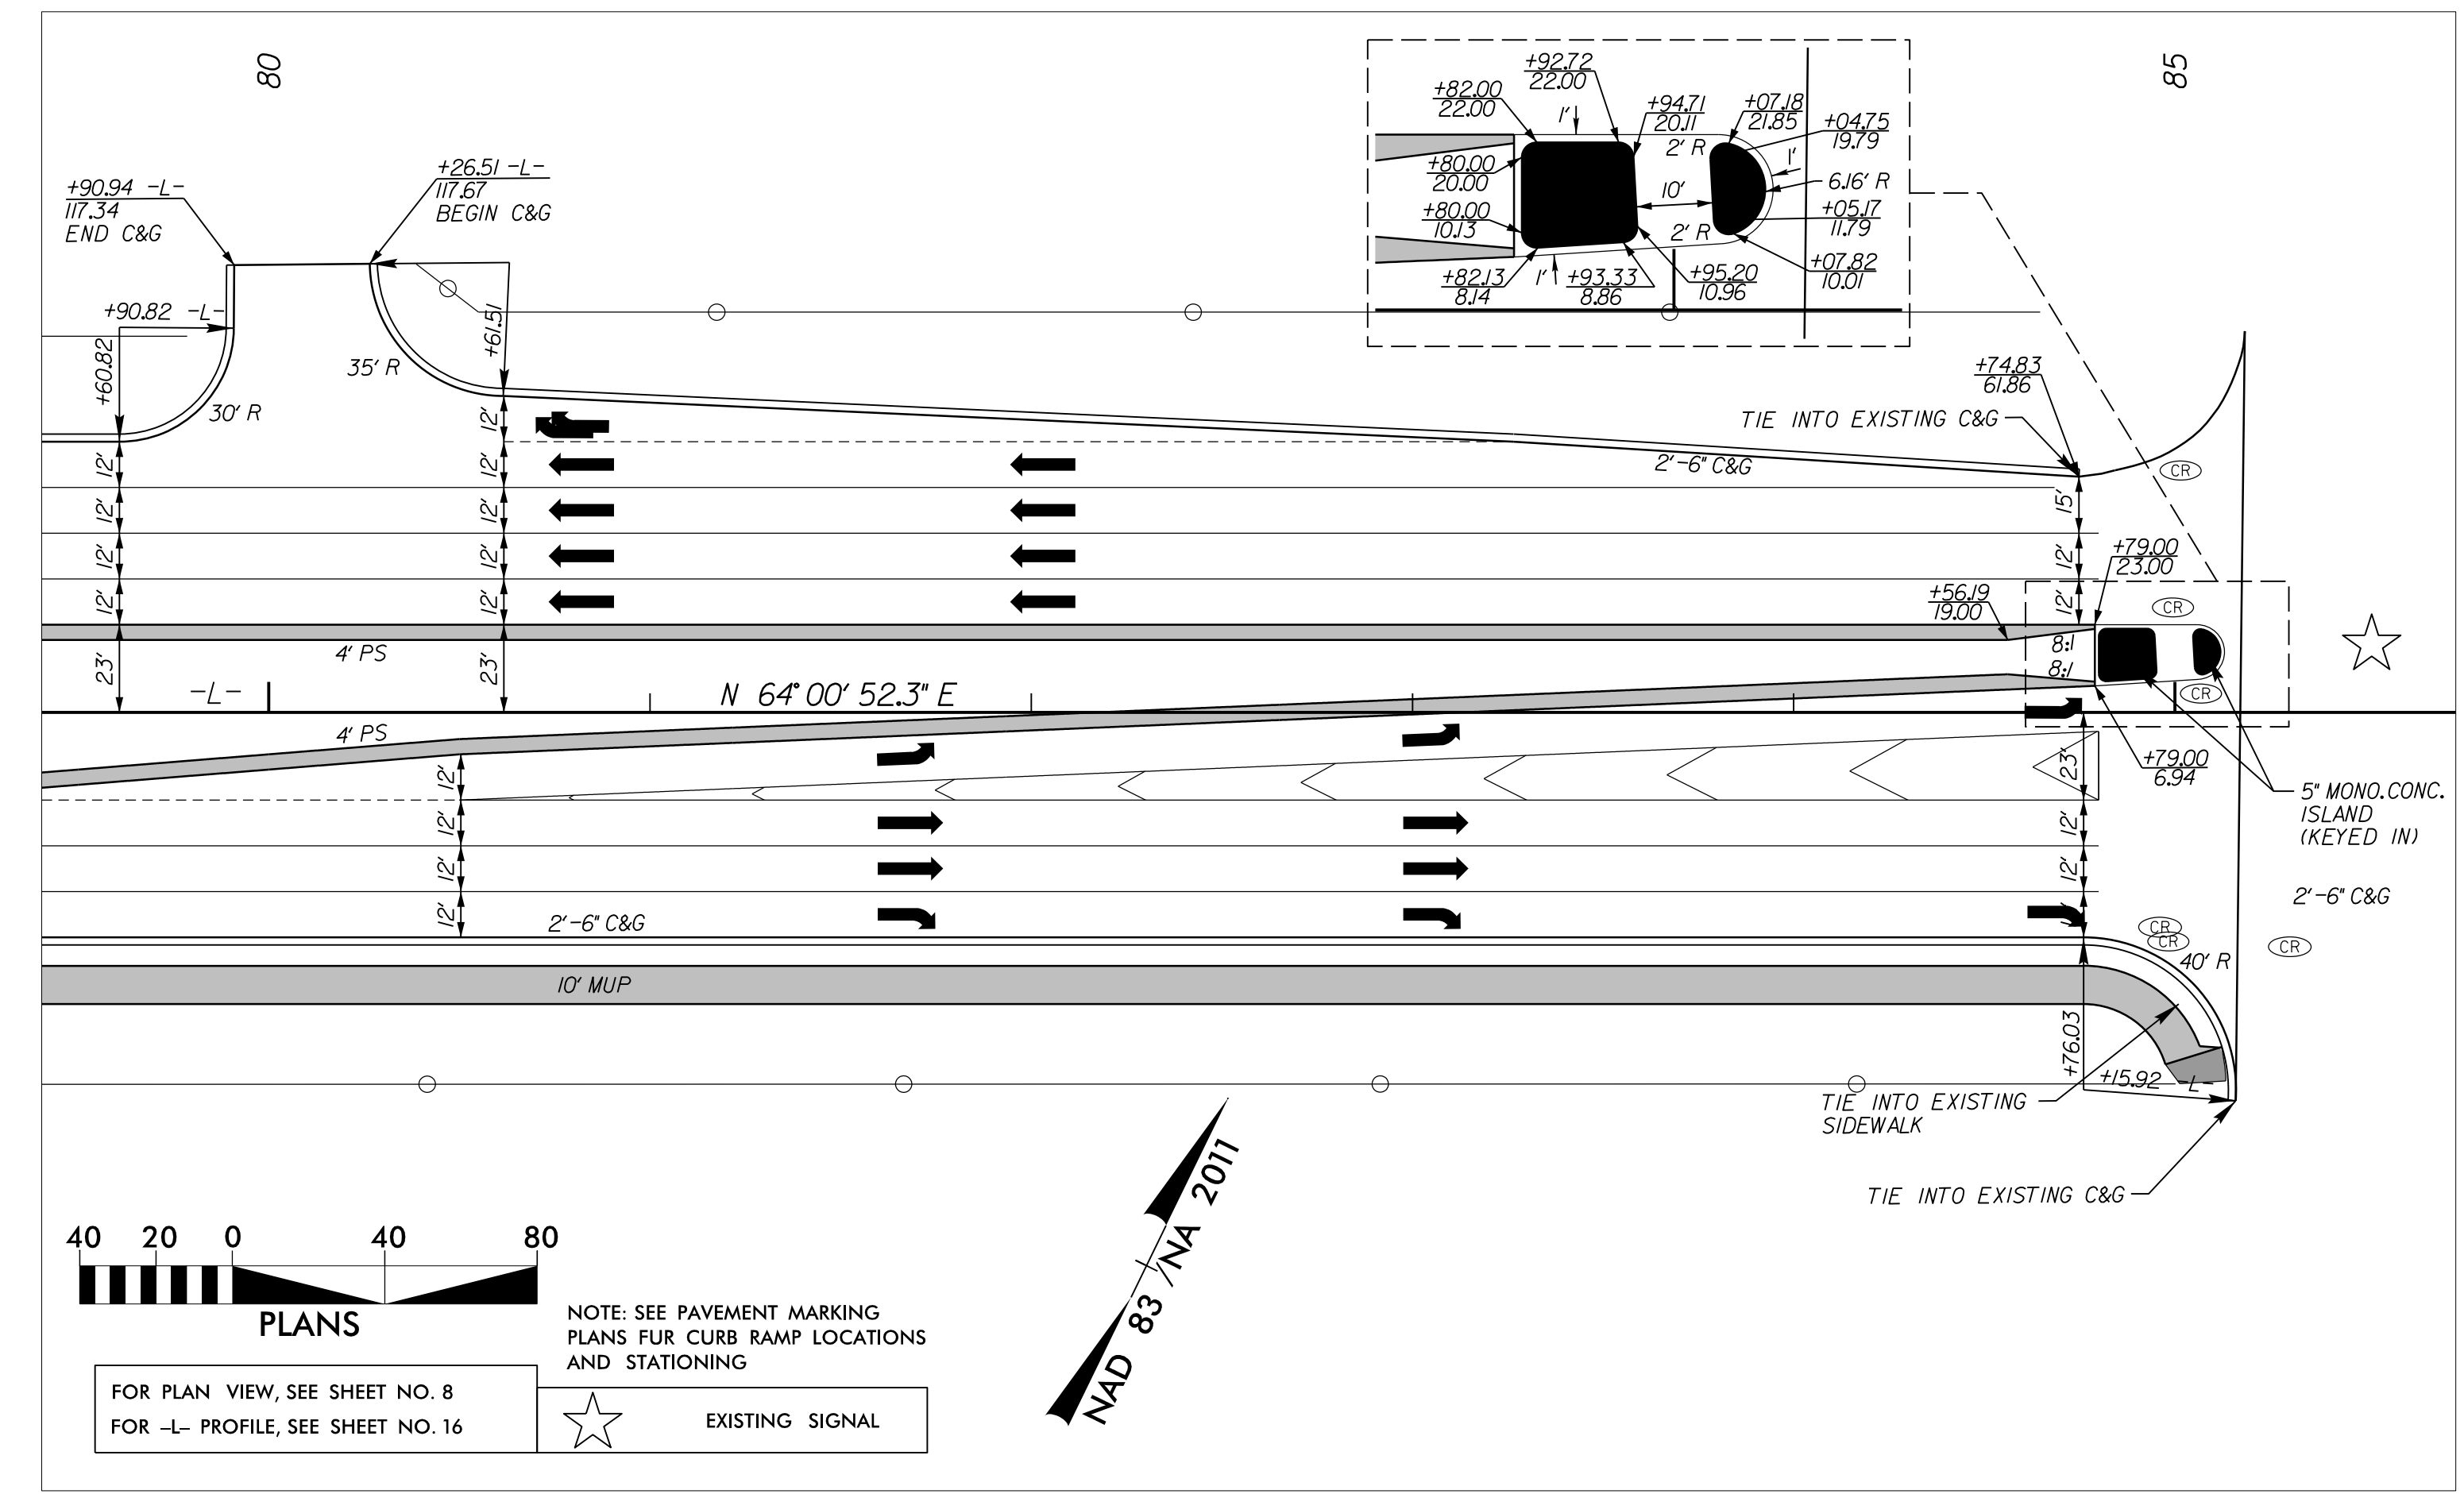 80
85
+90.94 -L-
117.34
END C&G
+26.51 -L-
117.67
BEGIN C&G
+90.82 -L-
+60.82
30' R
35' R
+61.51
+92.72
22.00
+82.00
22.00
1'
+94.71
20.11
+07.18
21.85
+04.75
19.79
2' R
1'
+80.00
20.00
10'
6.16' R
+80.00
10.13
2' R
+05.17
11.79
+82.13
8.14
1'
+93.33
8.86
+95.20
10.96
+07.82
10.01
+74.83
61.86
TIE INTO EXISTING C&G
2'-6" C&G
CR
12'
12'
12'
12'
12'
12'
12'
12'
12'
15'
12'
12'
+79.00
23.00
+56.19
19.00
CR
8:1
8:1
CR
4' PS
23'
23'
-L-
N 64° 00' 52.3" E
4' PS
23'
+79.00
6.94
5" MONO. CONC.
ISLAND
(KEYED IN)
12'
12'
12'
12'
12'
12'
2'-6" C&G
2'-6" C&G
CR
CR
CR
40' R
10' MUP
+76.03
+15.92 -L-
TIE INTO EXISTING
SIDEWALK
TIE INTO EXISTING C&G
NAD 83 /NA 2011
40 20 0 40 80
PLANS
NOTE: SEE PAVEMENT MARKING
PLANS FUR CURB RAMP LOCATIONS
AND STATIONING
FOR PLAN VIEW, SEE SHEET NO. 8
FOR -L- PROFILE, SEE SHEET NO. 16
EXISTING SIGNAL